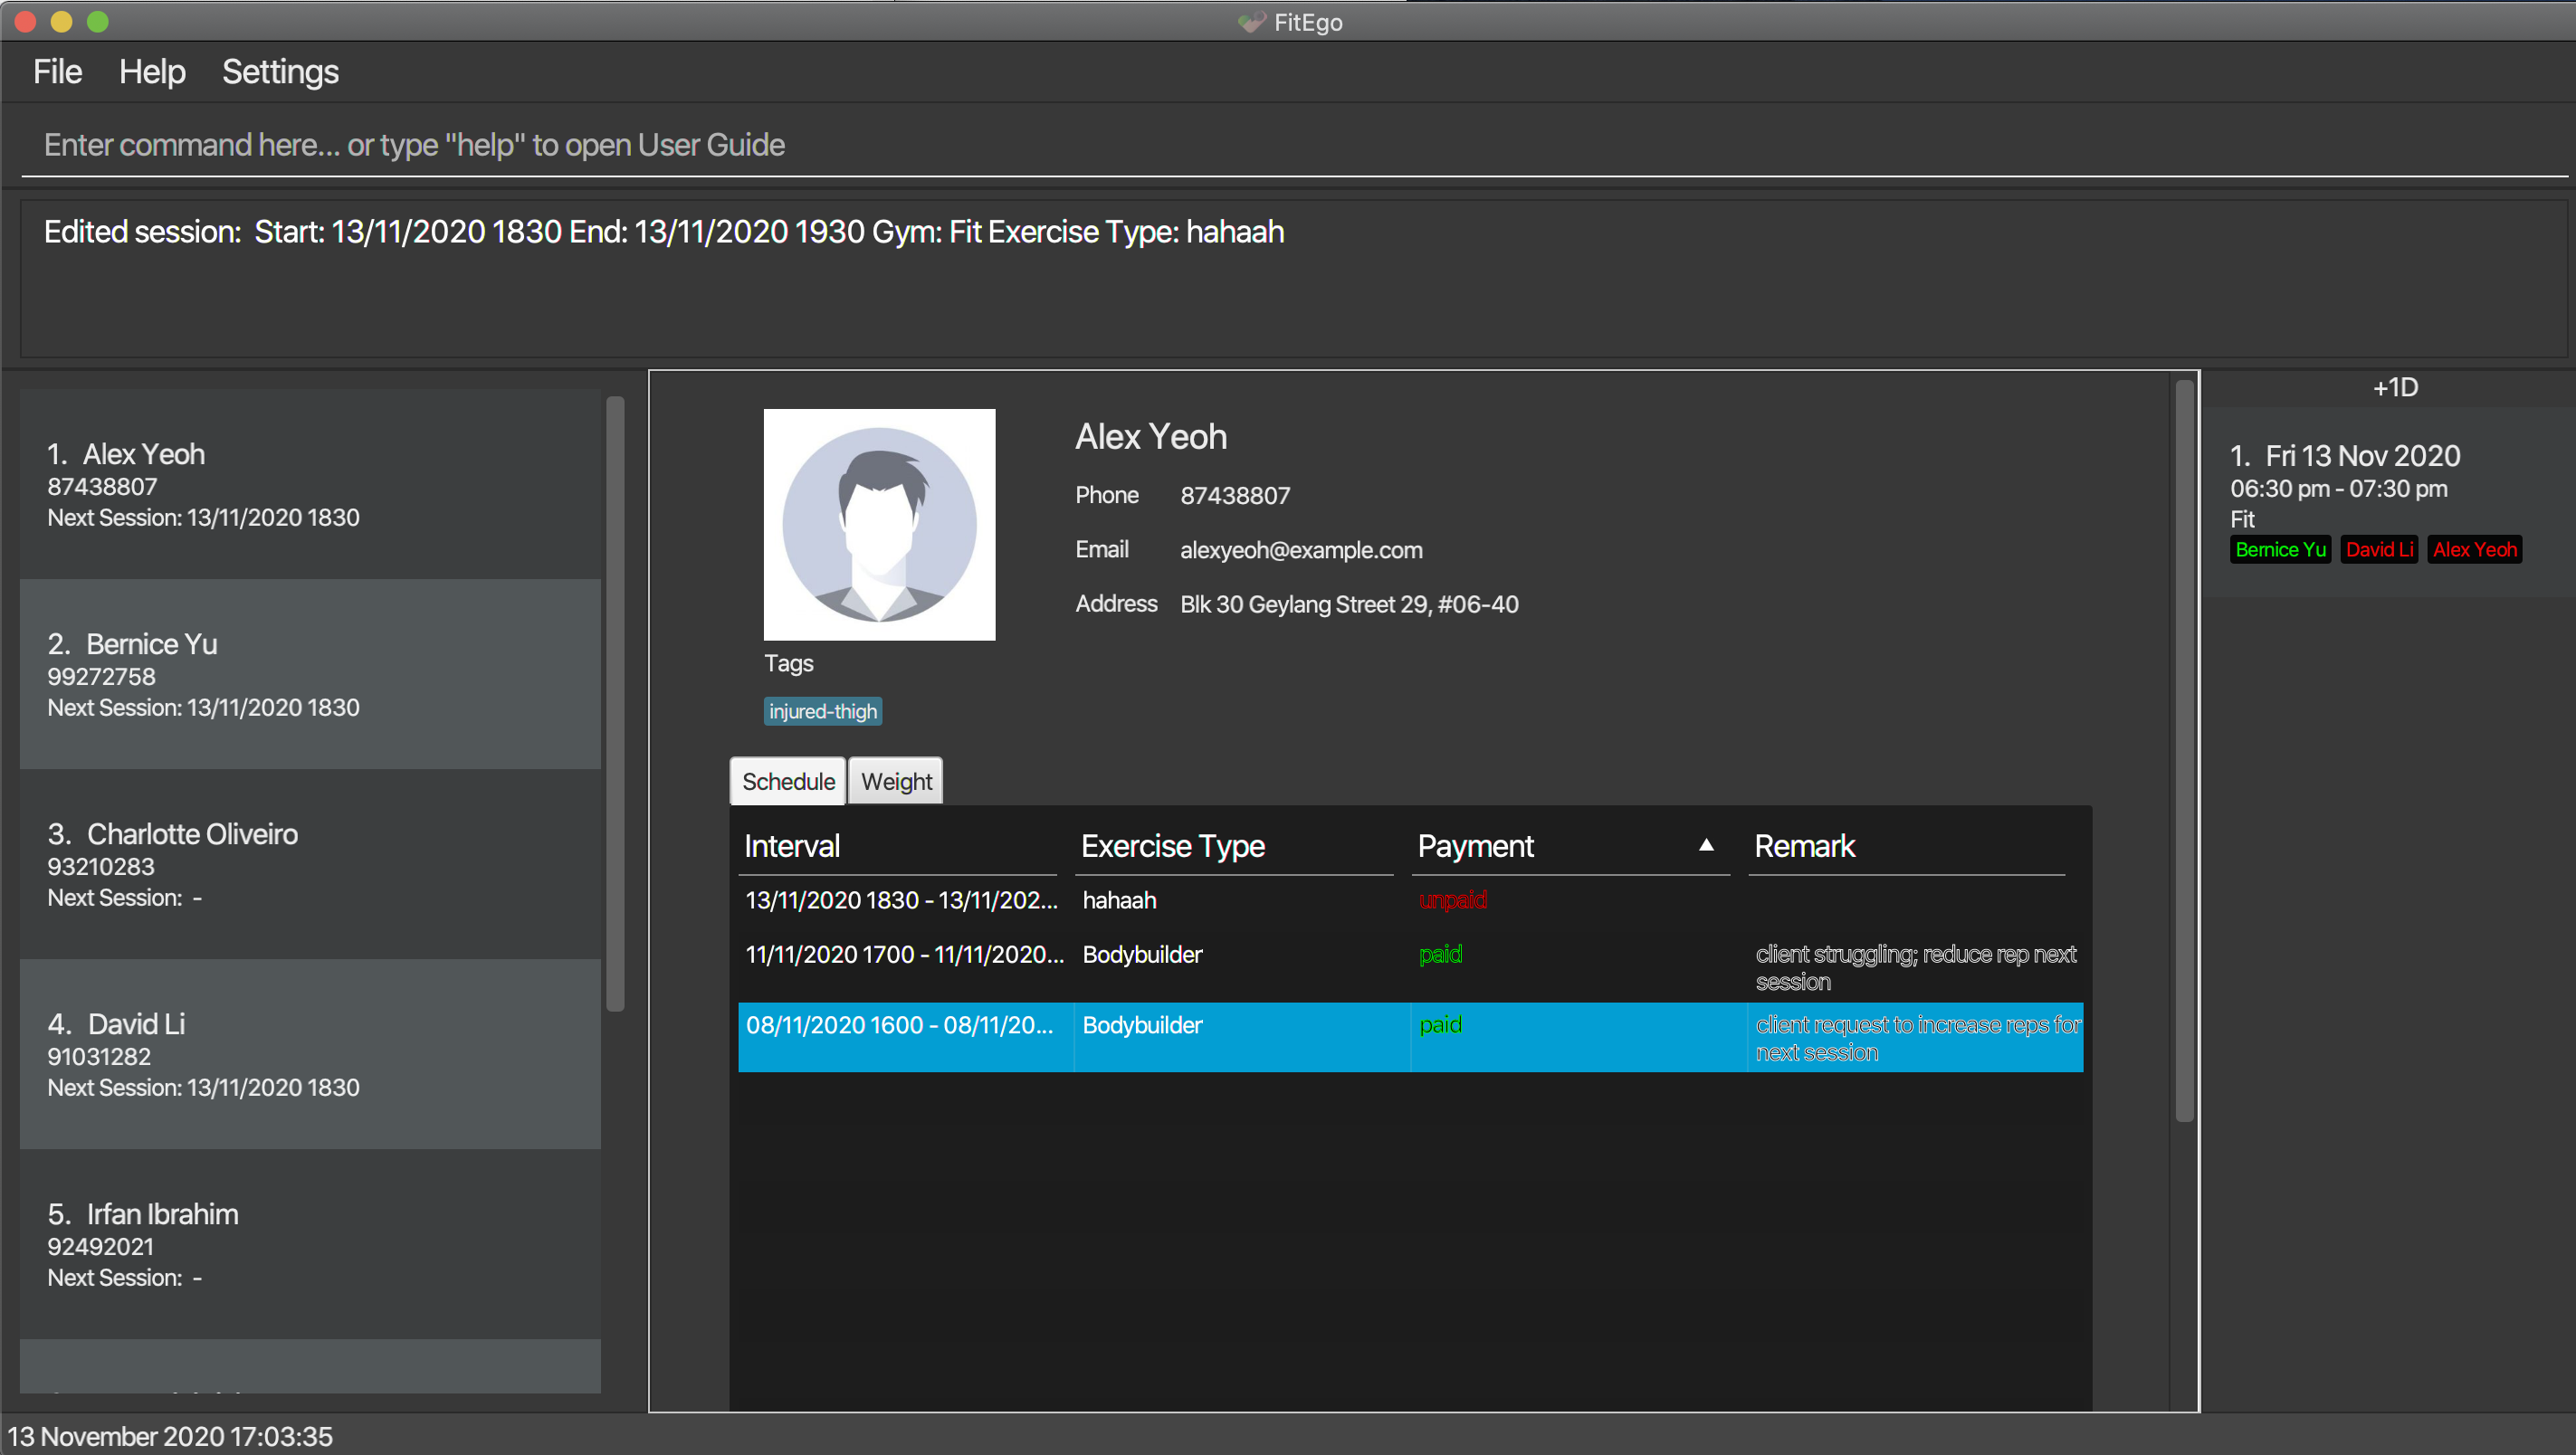 FitEgo
File Help Settings
Enter command here... or type "help" to open User Guide
Edited session: Start: 13/11/2020 1830 End: 13/11/2020 1930 Gym: Fit Exercise Type: hahaah
1. Alex Yeoh
87438807
Next Session: 13/11/2020 1830
2. Bernice Yu
99272758
Next Session: 13/11/2020 1830
3. Charlotte Oliveiro
93210283
Next Session: -
4. David Li
91031282
Next Session: 13/11/2020 1830
5. Irfan Ibrahim
92492021
Next Session: -
Alex Yeoh
Phone 87438807
Email alexyeoh@example.com
Address Blk 30 Geylang Street 29, #06-40
Tags
injured-thigh
Schedule Weight
Interval Exercise Type Payment ▲ Remark
13/11/2020 1830 - 13/11/202... hahaah unpaid
11/11/2020 1700 - 11/11/2020... Bodybuilder paid client struggling; reduce rep next
session
08/11/2020 1600 - 08/11/20... Bodybuilder paid client request to increase reps for
next session
+1D
1. Fri 13 Nov 2020
06:30 pm - 07:30 pm
Fit
Bernice Yu David Li Alex Yeoh
13 November 2020 17:03:35